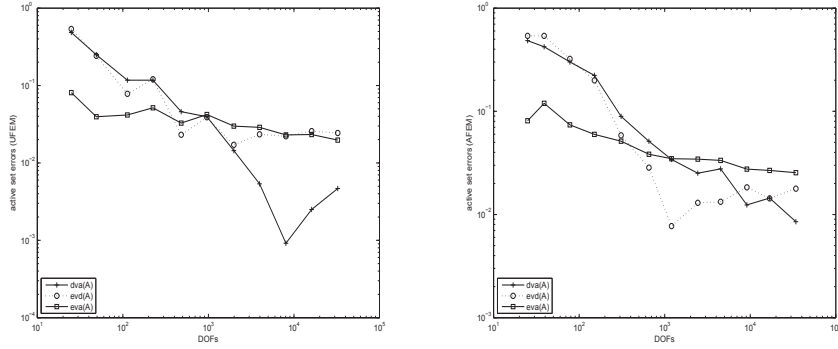 10^0
10^-1
10^-2
10^-3
10^-4
active set errors (UFEM)
dva(A)
evd(A)
eva(A)
10^1
10^2
10^3
10^4
10^5
DOFs
10^0
10^-1
10^-2
10^-3
active set errors (AFEM)
dva(A)
evd(A)
eva(A)
10^1
10^2
10^3
10^4
DOFs